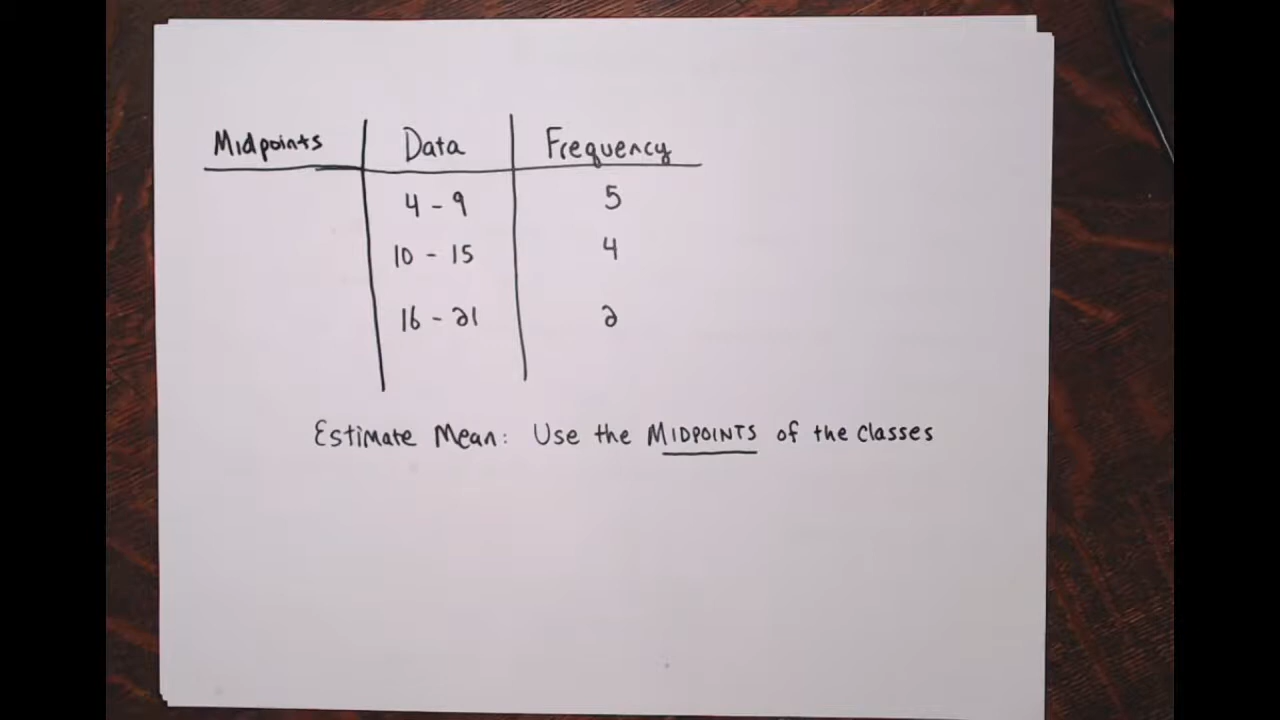 Midpoints Data Frequency
4 - 9 5
10 - 15 4
16 - 21 2
Estimate Mean: Use the MIDPOINTS of the classes